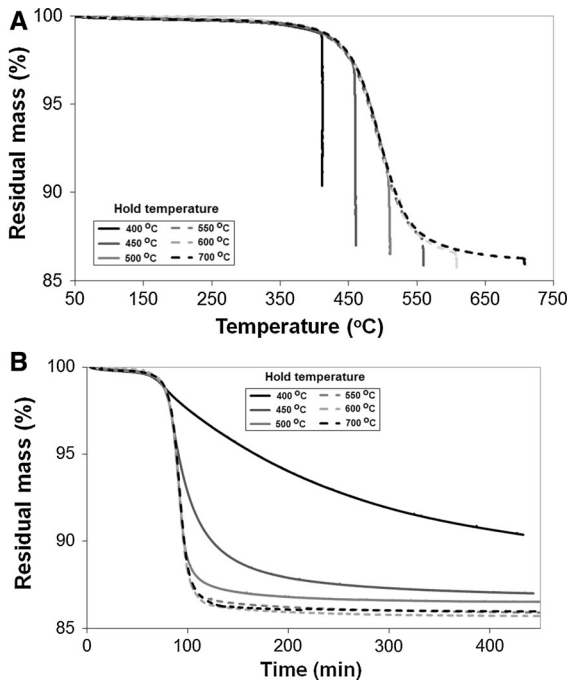 A
Residual mass (%)
100
95
90
85
Hold temperature
400 °C
550 °C
450 °C
600 °C
500 °C
700 °C
50 150 250 350 450 550 650 750
Temperature (°C)
B
Residual mass (%)
100
95
90
85
Hold temperature
400 °C
550 °C
450 °C
600 °C
500 °C
700 °C
0 100 200 300 400
Time (min)